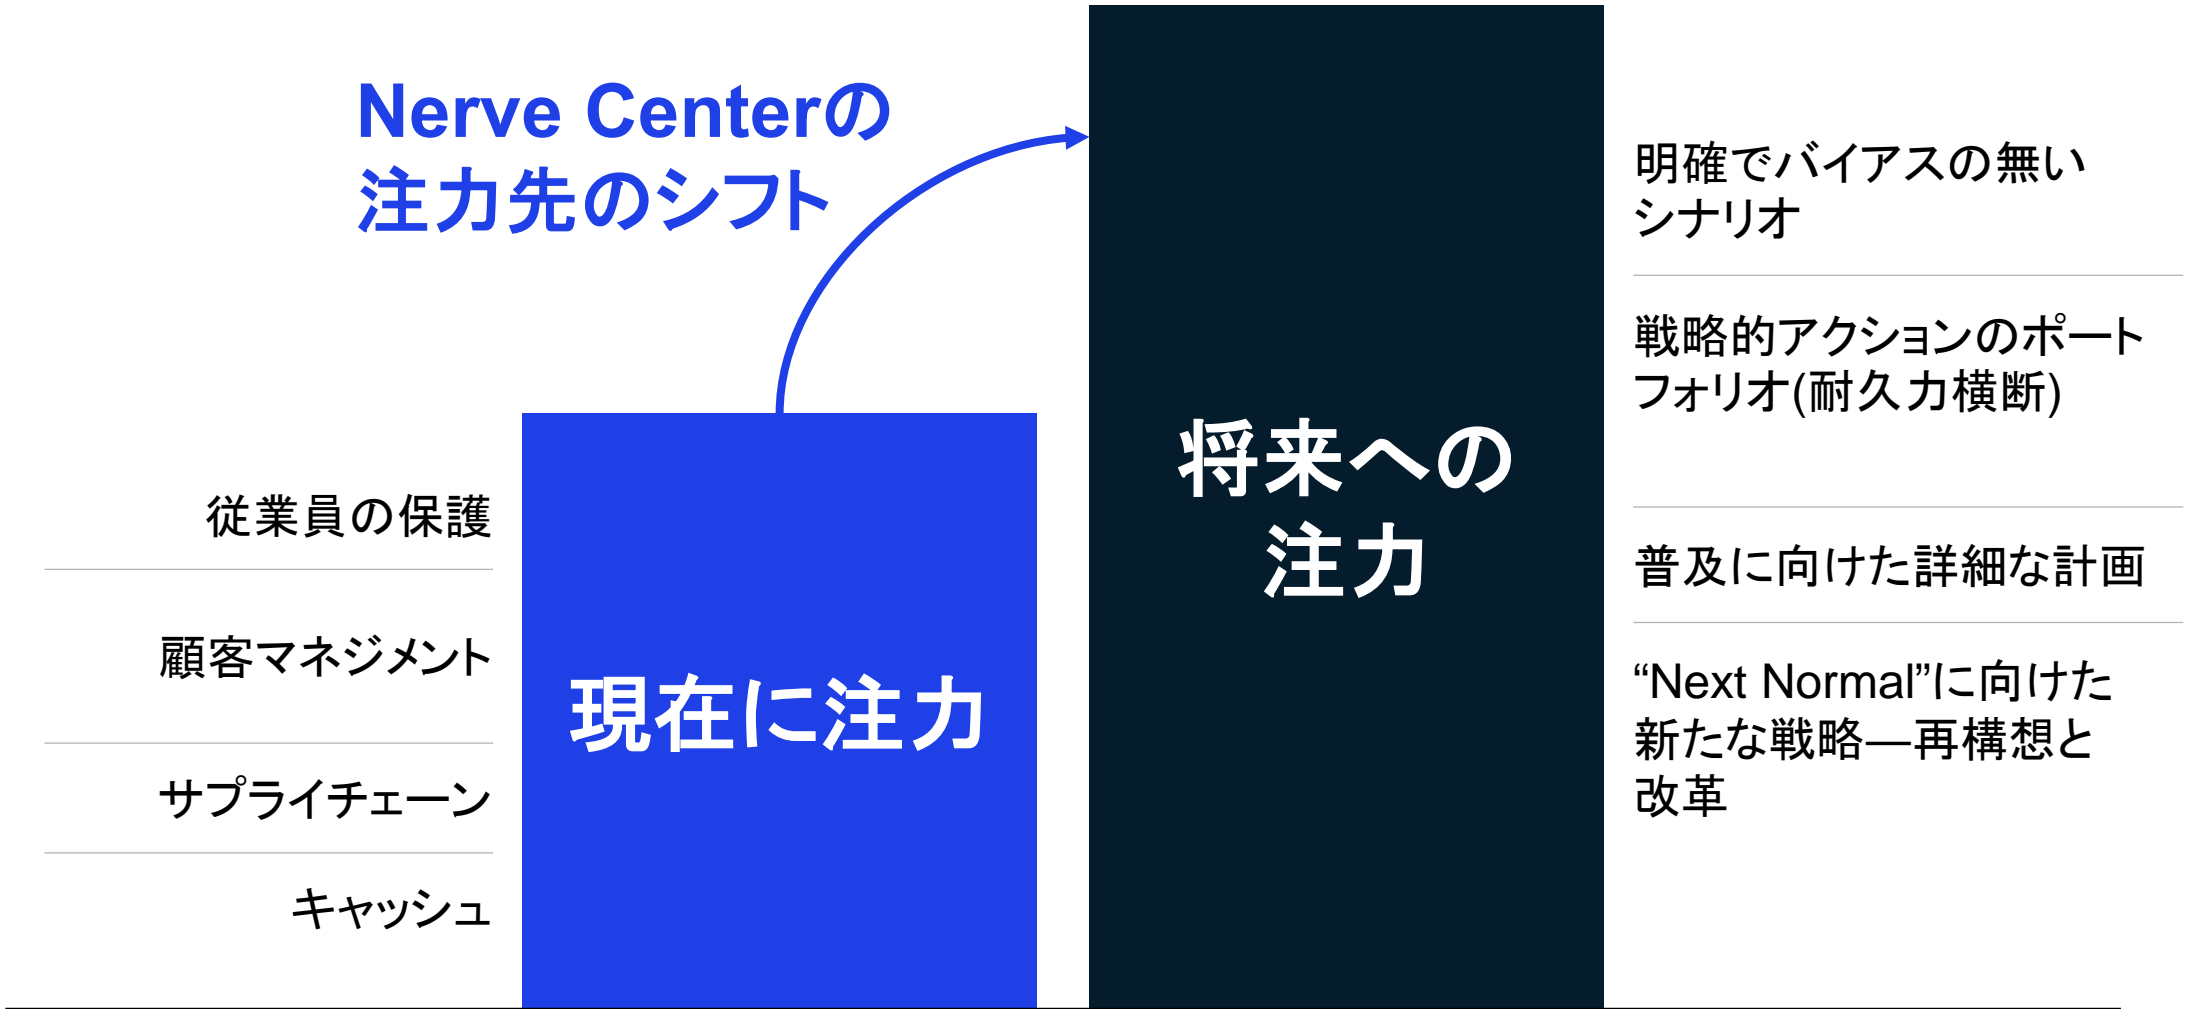 Nerve Centerの
注力先のシフト
従業員の保護
顧客マネジメント
サプライチェーン
キャッシュ
現在に注力
将来への
注力
明確でバイアスの無い
シナリオ
戦略的アクションのポート
フォリオ(耐久力横断)
普及に向けた詳細な計画
“Next Normal”に向けた
新たな戦略—再構想と
改革